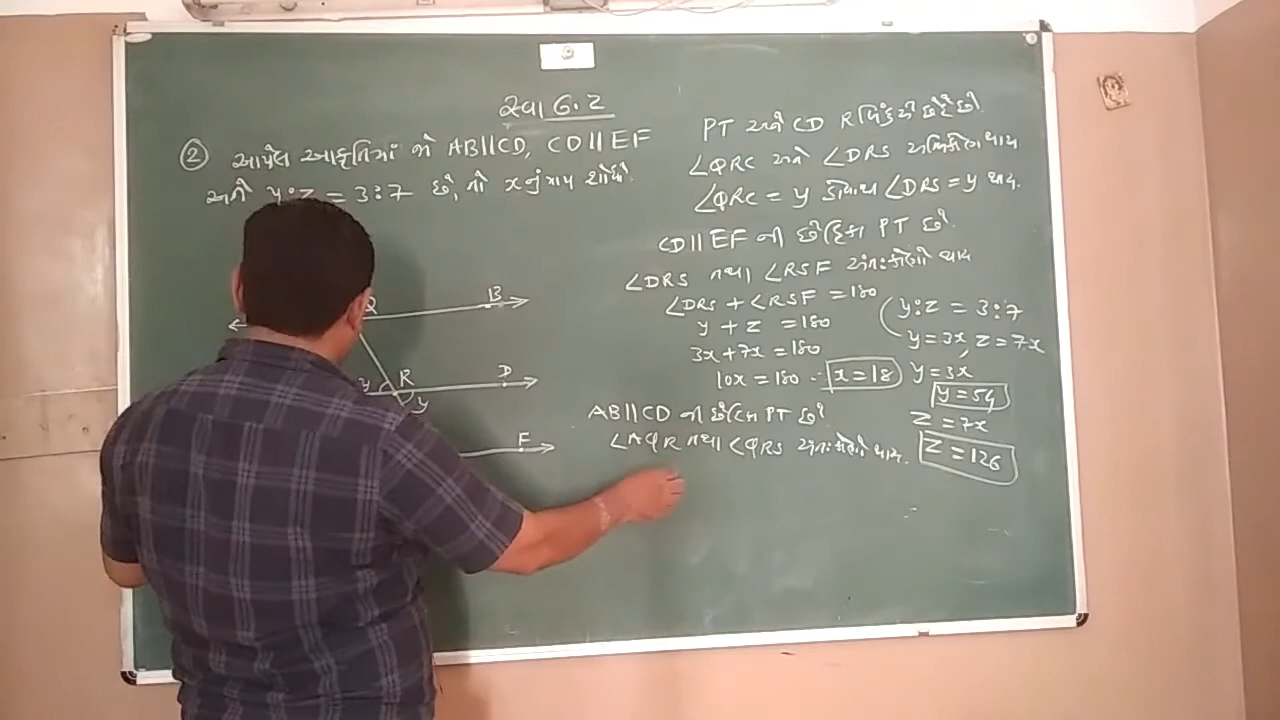 સ્વા 6.2
② આપેલ આકૃતિમાં જો AB||CD, CD||EF
અને y:z = 3:7 છે, તો x નું માપ શોધો.
Q B
y R D
y
F
PT અને CD R બિંદુએ છેદે છે.
∠QRC અને ∠DRS અભિકોણ થાય
∠QRC = y હોવાથી ∠DRS = y થાય.
CD||EF ની છેદિકા PT છે.
∠DRS તથા ∠RSF અંતઃકોણો થાય
∠DRS + ∠RSF = 180
y + z = 180
3x+7x = 180
10x = 180 ∴ x = 18
y:z = 3:7
y = 3x, z = 7x
y = 3x
y = 54
z = 7x
z = 126
AB||CD ની છેદિકા PT છે.
∠AQR તથા ∠QRS અંતઃકોણો થાય.